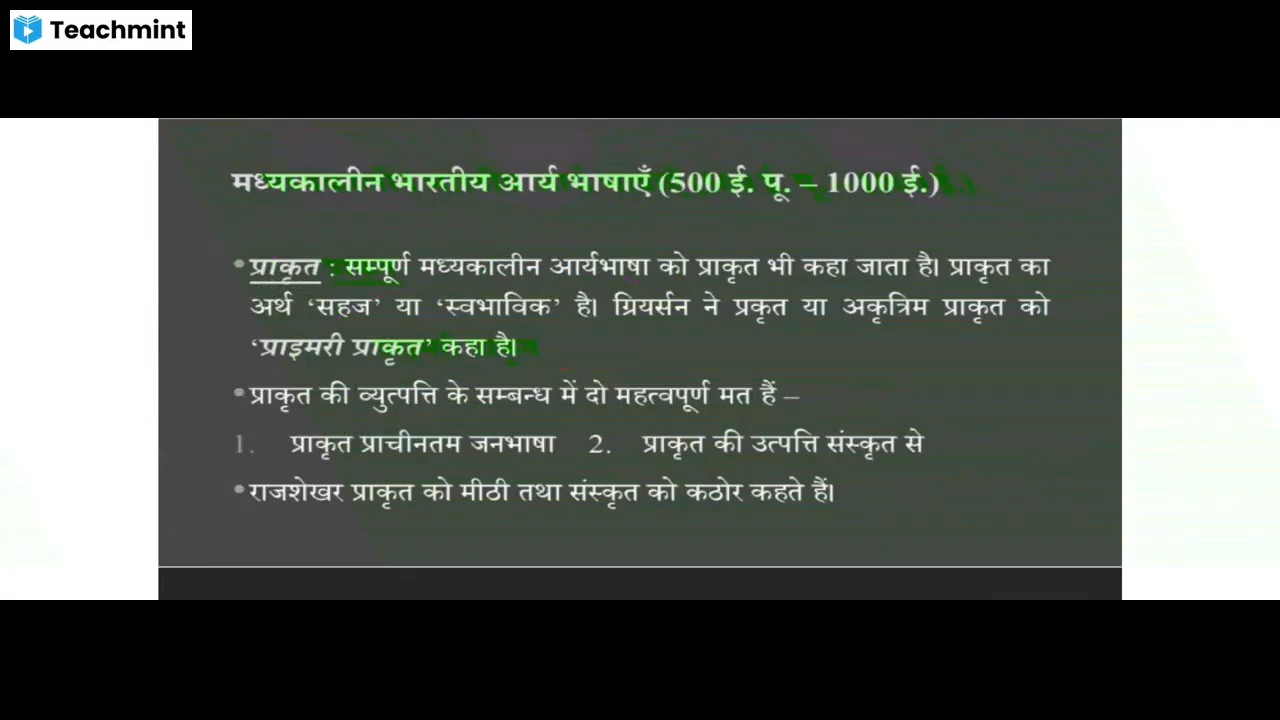 Teachmint
मध्यकालीन भारतीय आर्य भाषाएँ (500 ई. पू. – 1000 ई.)
•प्राकृत : सम्पूर्ण मध्यकालीन आर्यभाषा को प्राकृत भी कहा जाता है। प्राकृत का
अर्थ ‘सहज’ या ‘स्वभाविक’ है। ग्रियर्सन ने प्रकृत या अकृत्रिम प्राकृत को
‘प्राइमरी प्राकृत’ कहा है।
•प्राकृत की व्युत्पत्ति के सम्बन्ध में दो महत्वपूर्ण मत हैं –
1. प्राकृत प्राचीनतम जनभाषा 2. प्राकृत की उत्पत्ति संस्कृत से
•राजशेखर प्राकृत को मीठी तथा संस्कृत को कठोर कहते हैं।